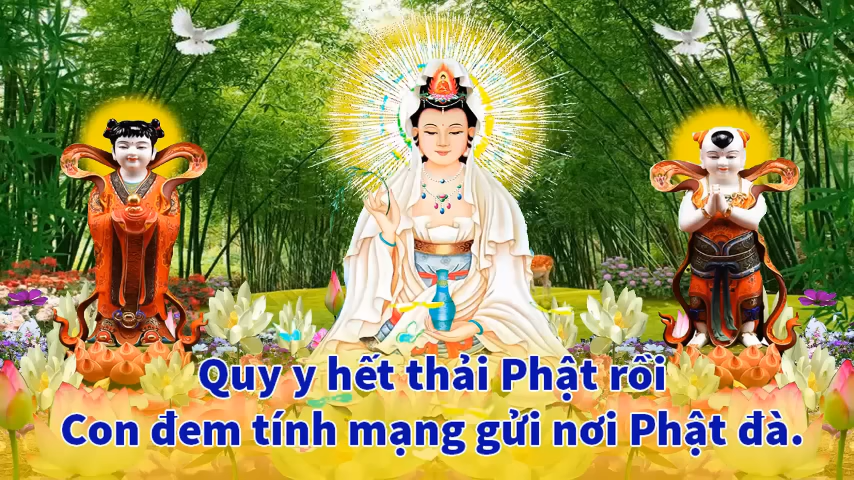 Quy y hết thải Phật rồi
Con đem tính mạng gửi nơi Phật đà.